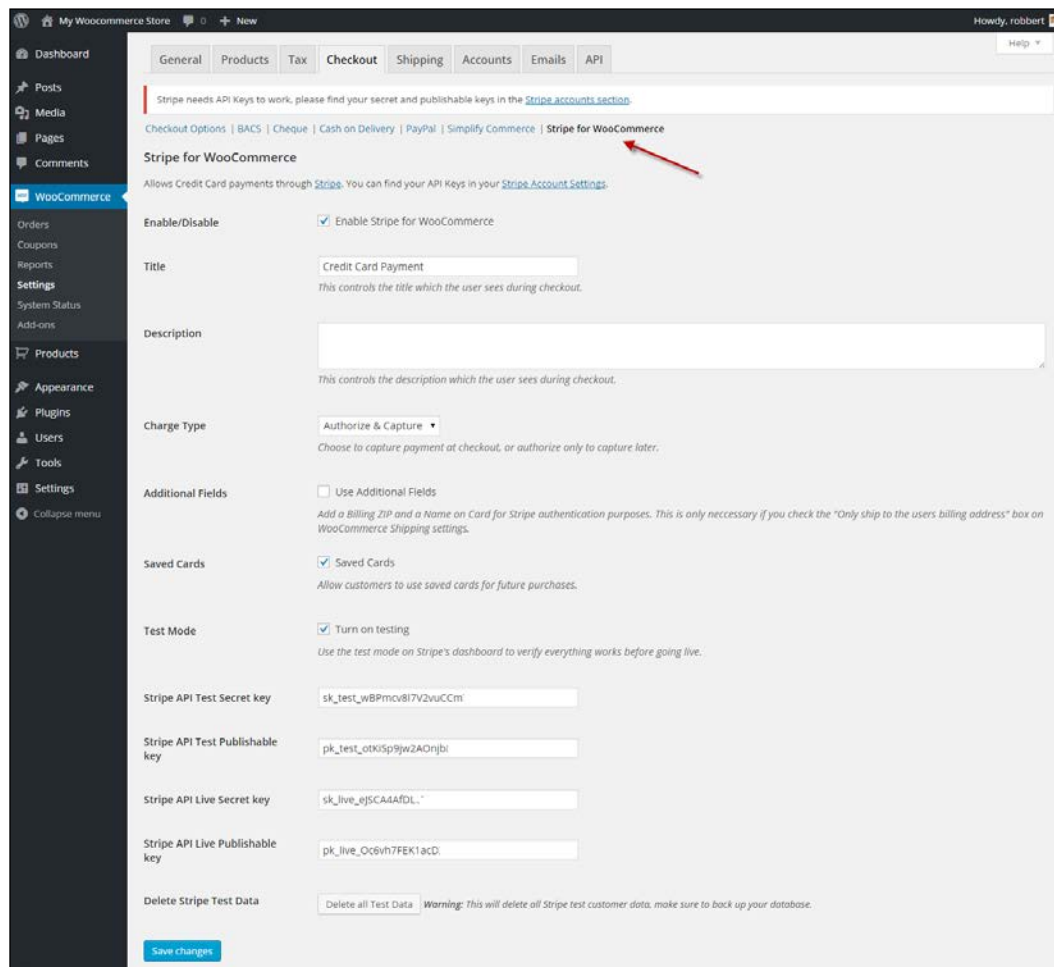 My Woocommerce Store 0 + New Howdy, robbert
Help
Dashboard
Posts
Media
Pages
Comments
WooCommerce
Orders
Coupons
Reports
Settings
System Status
Add-ons
Products
Appearance
Plugins
Users
Tools
Settings
Collapse menu
General Products Tax Checkout Shipping Accounts Emails API
Stripe needs API Keys to work, please find your secret and publishable keys in the Stripe accounts section.
Checkout Options | BACS | Cheque | Cash on Delivery | PayPal | Simplify Commerce | Stripe for WooCommerce
Stripe for WooCommerce
Allows Credit Card payments through Stripe. You can find your API Keys in your Stripe Account Settings.
Enable/Disable Enable Stripe for WooCommerce
Title Credit Card Payment
This controls the title which the user sees during checkout.
Description
This controls the description which the user sees during checkout.
Charge Type Authorize & Capture
Choose to capture payment at checkout, or authorize only to capture later.
Additional Fields Use Additional Fields
Add a Billing ZIP and a Name on Card for Stripe authentication purposes. This is only neccessary if you check the "Only ship to the users billing address" box on
WooCommerce Shipping settings.
Saved Cards Saved Cards
Allow customers to use saved cards for future purchases.
Test Mode Turn on testing
Use the test mode on Stripe's dashboard to verify everything works before going live.
Stripe API Test Secret key
Stripe API Test Publishable
key
Stripe API Live Secret key
Stripe API Live Publishable
key
Delete Stripe Test Data Delete all Test Data Warning: This will delete all Stripe test customer data, make sure to back up your database.
Save changes